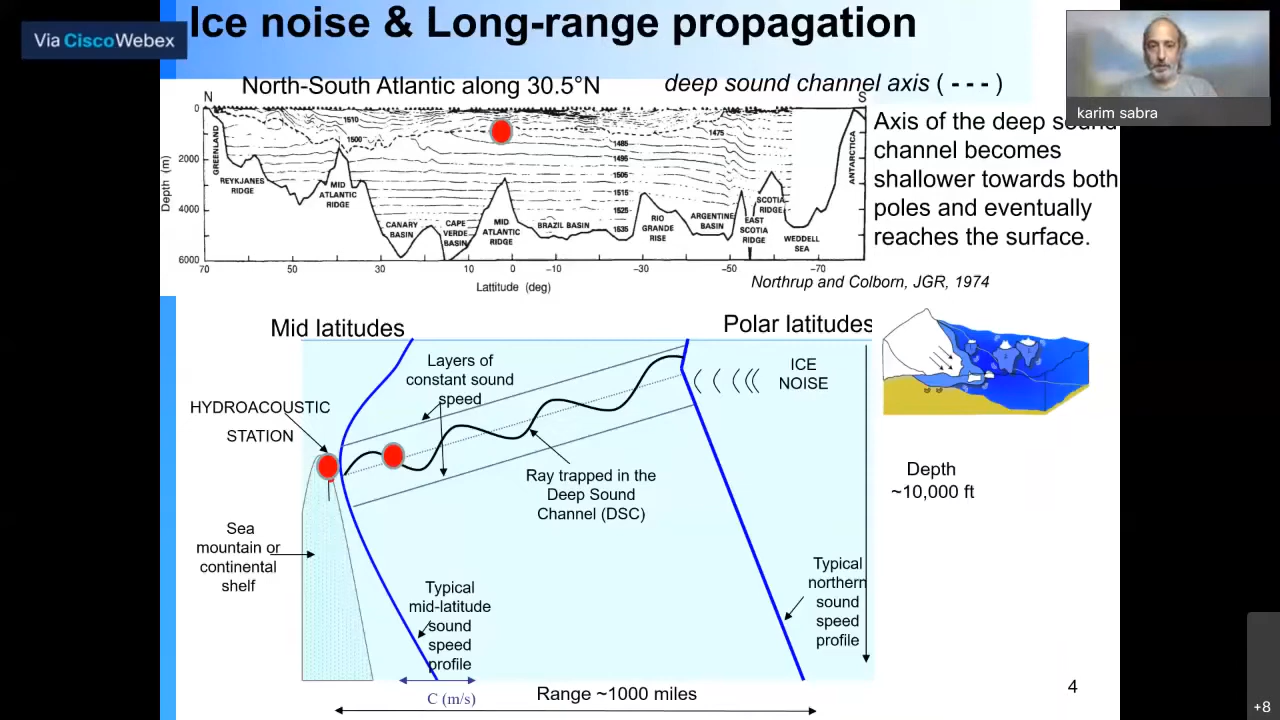 Via Cisco Webex
Ice noise & Long-range propagation
karim sabra
North-South Atlantic along 30.5°N
deep sound channel axis ( - - - )
N
S
0
2000
4000
6000
Depth (m)
GREENLAND
REYKJANES
RIDGE
MID
ATLANTIC
RIDGE
CANARY
BASIN
CAPE
VERDE
BASIN
MID
ATLANTIC
RIDGE
BRAZIL BASIN
RIO
GRANDE
RISE
ARGENTINE
BASIN
EAST
SCOTIA
RIDGE
SCOTIA
RIDGE
WEDDELL
SEA
ANTARCTICA
1510
1500
1475
1485
1495
1505
1515
1525
1535
70 50 30 10 0 -10 -30 -50 -70
Lattitude (deg)
Axis of the deep sound
channel becomes
shallower towards both
poles and eventually
reaches the surface.
Northrup and Colborn, JGR, 1974
Mid latitudes
Polar latitudes
Layers of
constant sound
speed
ICE
NOISE
HYDROACOUSTIC
STATION
Ray trapped in the
Deep Sound
Channel (DSC)
Depth
~10,000 ft
Sea
mountain or
continental
shelf
Typical
mid-latitude
sound
speed
profile
Typical
northern
sound
speed
profile
C (m/s)
Range ~1000 miles
4
+8